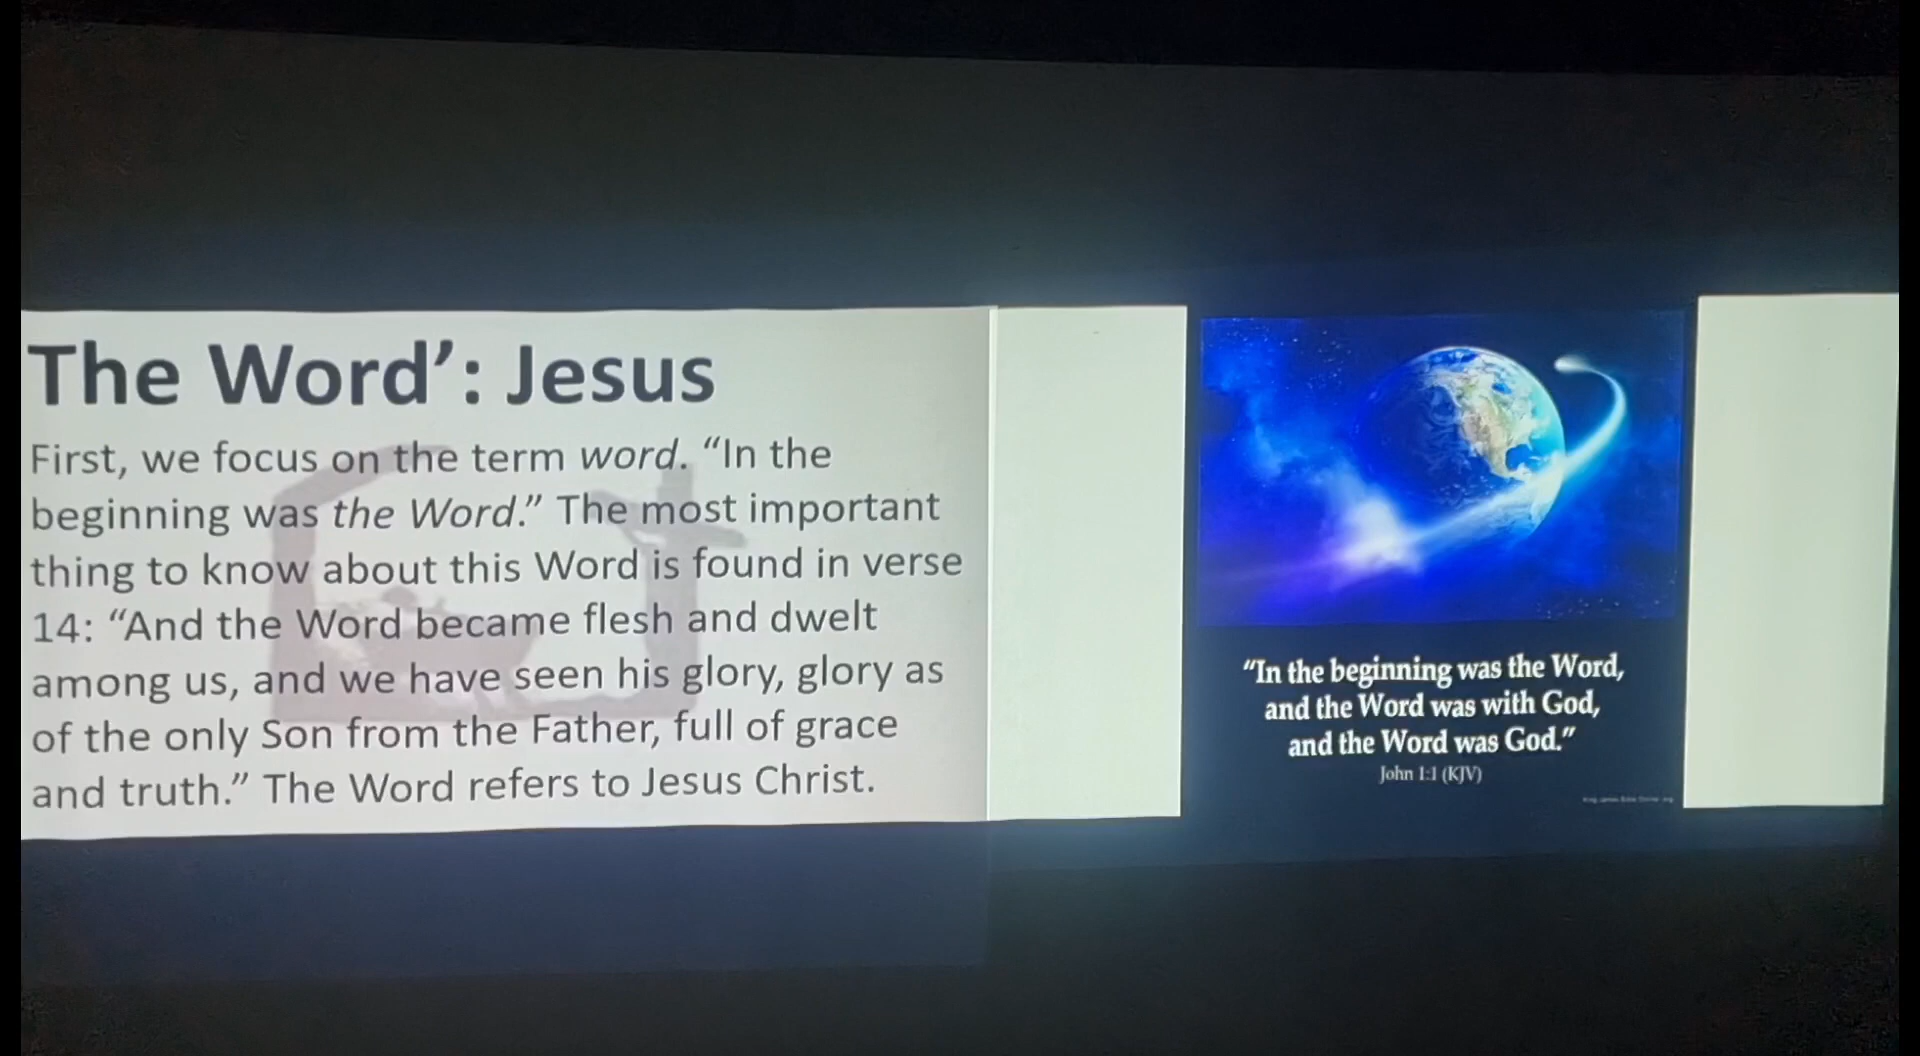 The Word’: Jesus
First, we focus on the term word. “In the
beginning was the Word.” The most important
thing to know about this Word is found in verse
14: “And the Word became flesh and dwelt
among us, and we have seen his glory, glory as
of the only Son from the Father, full of grace
and truth.” The Word refers to Jesus Christ.
“In the beginning was the Word,
and the Word was with God,
and the Word was God.”
John 1:1 (KJV)